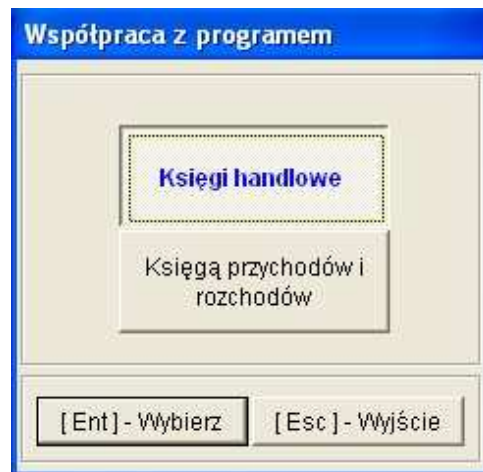 Współpraca z programem
Księgi handlowe
Księgą przychodów i
rozchodów
[ Ent ] - Wybierz
[ Esc ] - Wyjście